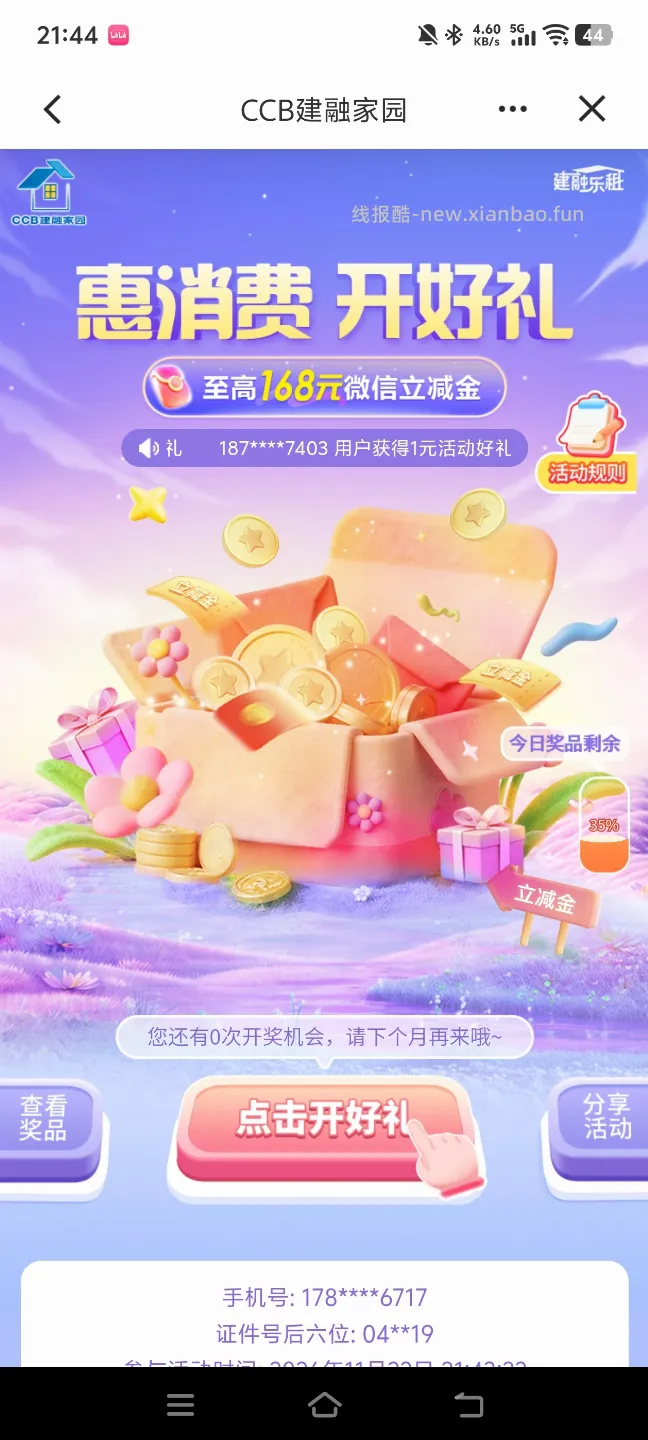 21:44
4.60
KB/s
5G
44
CCB建融家园
CCB建融家园
建融乐租
线报酷-new.xianbao.fun
惠消费 开好礼
至高168元微信立减金
礼 187****7403 用户获得1元活动好礼
活动规则
立减金
立减金
今日奖品剩余
35%
立减金
您还有0次开奖机会，请下个月再来哦~
查看
奖品
点击开好礼
分享
活动
手机号: 178****6717
证件号后六位: 04**19